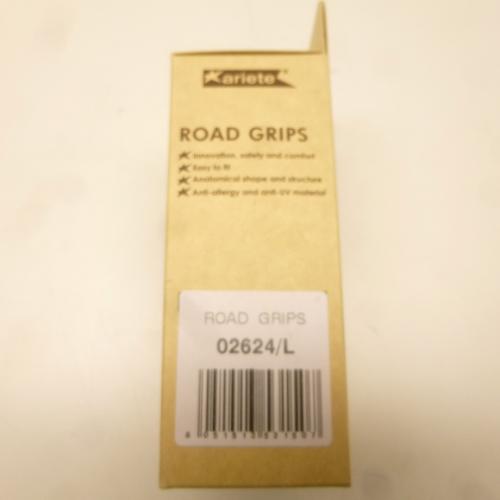 ariete
ROAD GRIPS
Innovation, safety and comfort
Easy to fit
Anatomical shape and structure
Anti-allergy and anti-UV material
ROAD GRIPS
02624/L